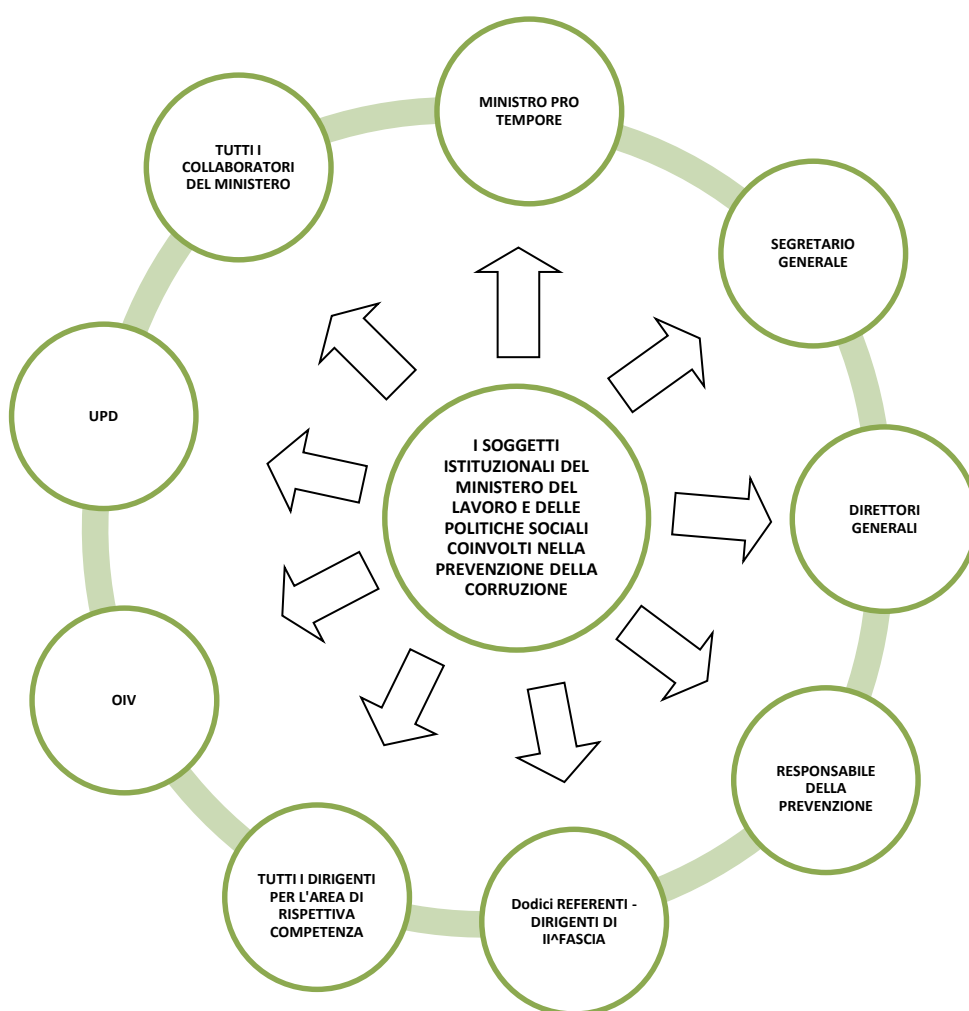 MINISTRO PRO
TEMPORE
TUTTI I
COLLABORATORI
DEL MINISTERO
SEGRETARIO
GENERALE
UPD
I SOGGETTI
ISTITUZIONALI DEL
MINISTERO DEL
LAVORO E DELLE
POLITICHE SOCIALI
COINVOLTI NELLA
PREVENZIONE DELLA
CORRUZIONE
DIRETTORI
GENERALI
OIV
RESPONSABILE
DELLA
PREVENZIONE
TUTTI I DIRIGENTI
PER L'AREA DI
RISPETTIVA
COMPETENZA
Dodici REFERENTI -
DIRIGENTI DI
II^FASCIA